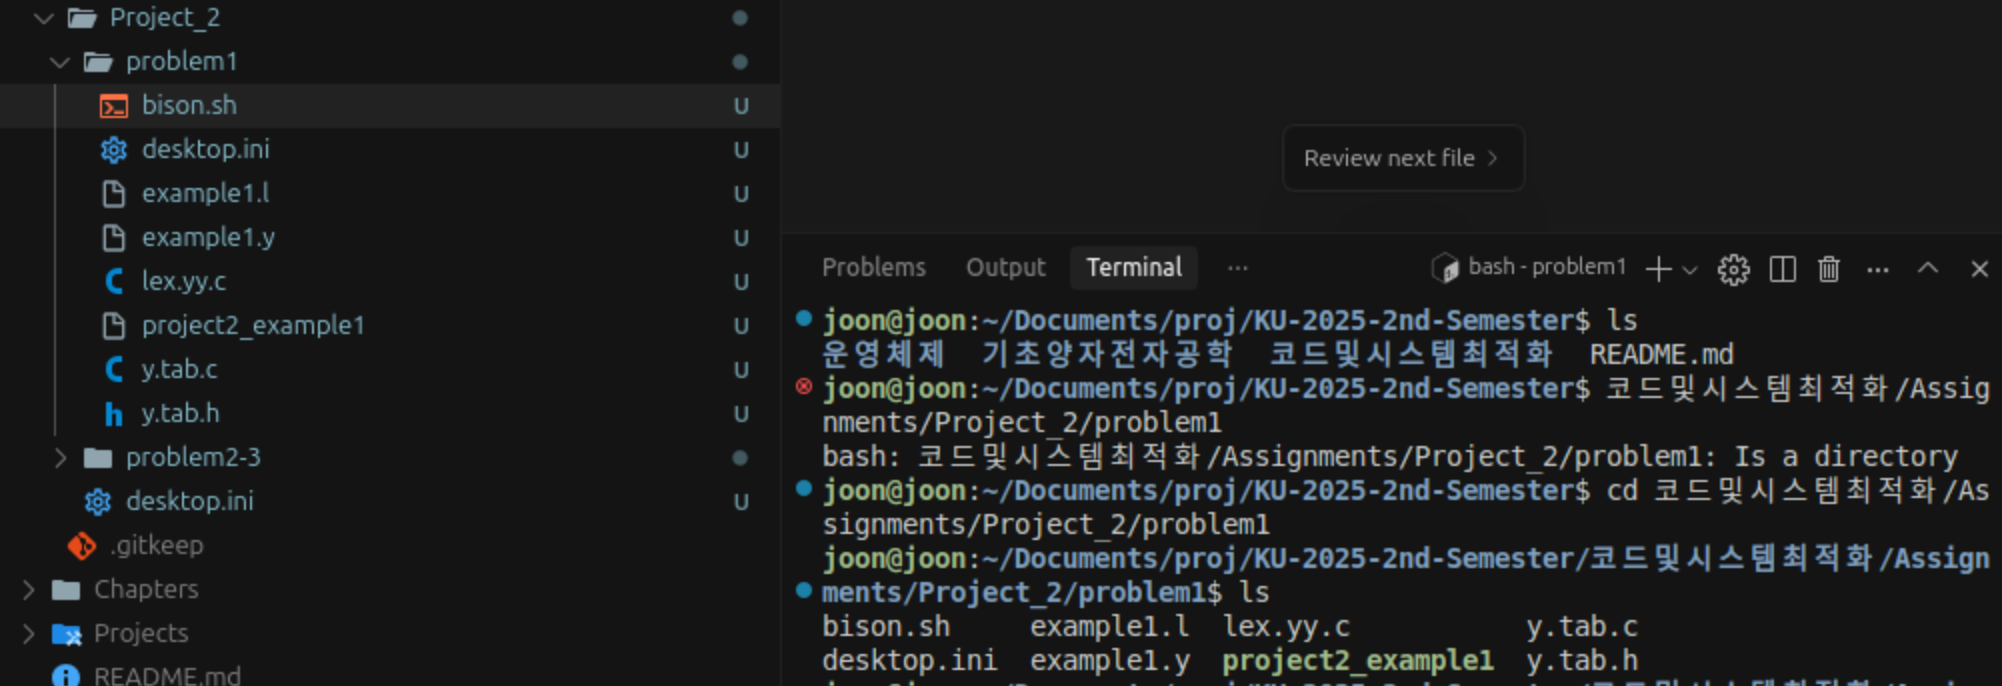 Project_2
problem1
bison.sh U
desktop.ini U
example1.l U
example1.y U
lex.yy.c U
project2_example1 U
y.tab.c U
y.tab.h U
problem2-3
desktop.ini U
.gitkeep
Chapters
Projects
README.md
Review next file >
Problems Output Terminal ... bash - problem1
joon@joon:~/Documents/proj/KU-2025-2nd-Semester$ ls
운영체제 기초양자전자공학 코드및시스템최적화 README.md
joon@joon:~/Documents/proj/KU-2025-2nd-Semester$ 코드및시스템최적화/Assig
nments/Project_2/problem1
bash: 코드및시스템최적화/Assignments/Project_2/problem1: Is a directory
joon@joon:~/Documents/proj/KU-2025-2nd-Semester$ cd 코드및시스템최적화/As
signments/Project_2/problem1
joon@joon:~/Documents/proj/KU-2025-2nd-Semester/코드및시스템최적화/Assign
ments/Project_2/problem1$ ls
bison.sh example1.l lex.yy.c y.tab.c
desktop.ini example1.y project2_example1 y.tab.h